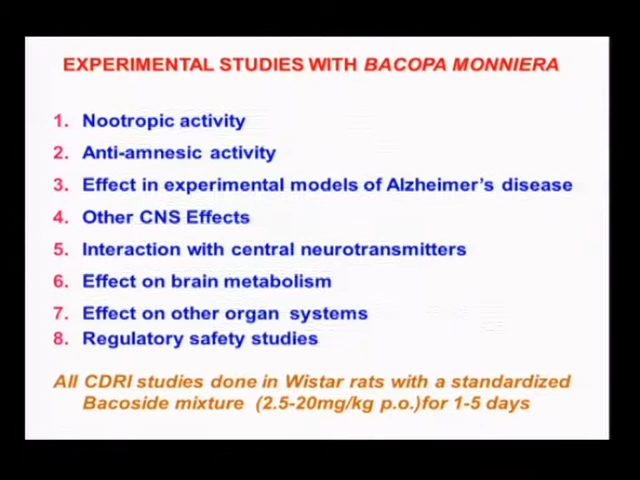 EXPERIMENTAL STUDIES WITH BACOPA MONNIERA
1. Nootropic activity
2. Anti-amnesic activity
3. Effect in experimental models of Alzheimer's disease
4. Other CNS Effects
5. Interaction with central neurotransmitters
6. Effect on brain metabolism
7. Effect on other organ systems
8. Regulatory safety studies
All CDRI studies done in Wistar rats with a standardized
Bacoside mixture (2.5-20mg/kg p.o.)for 1-5 days